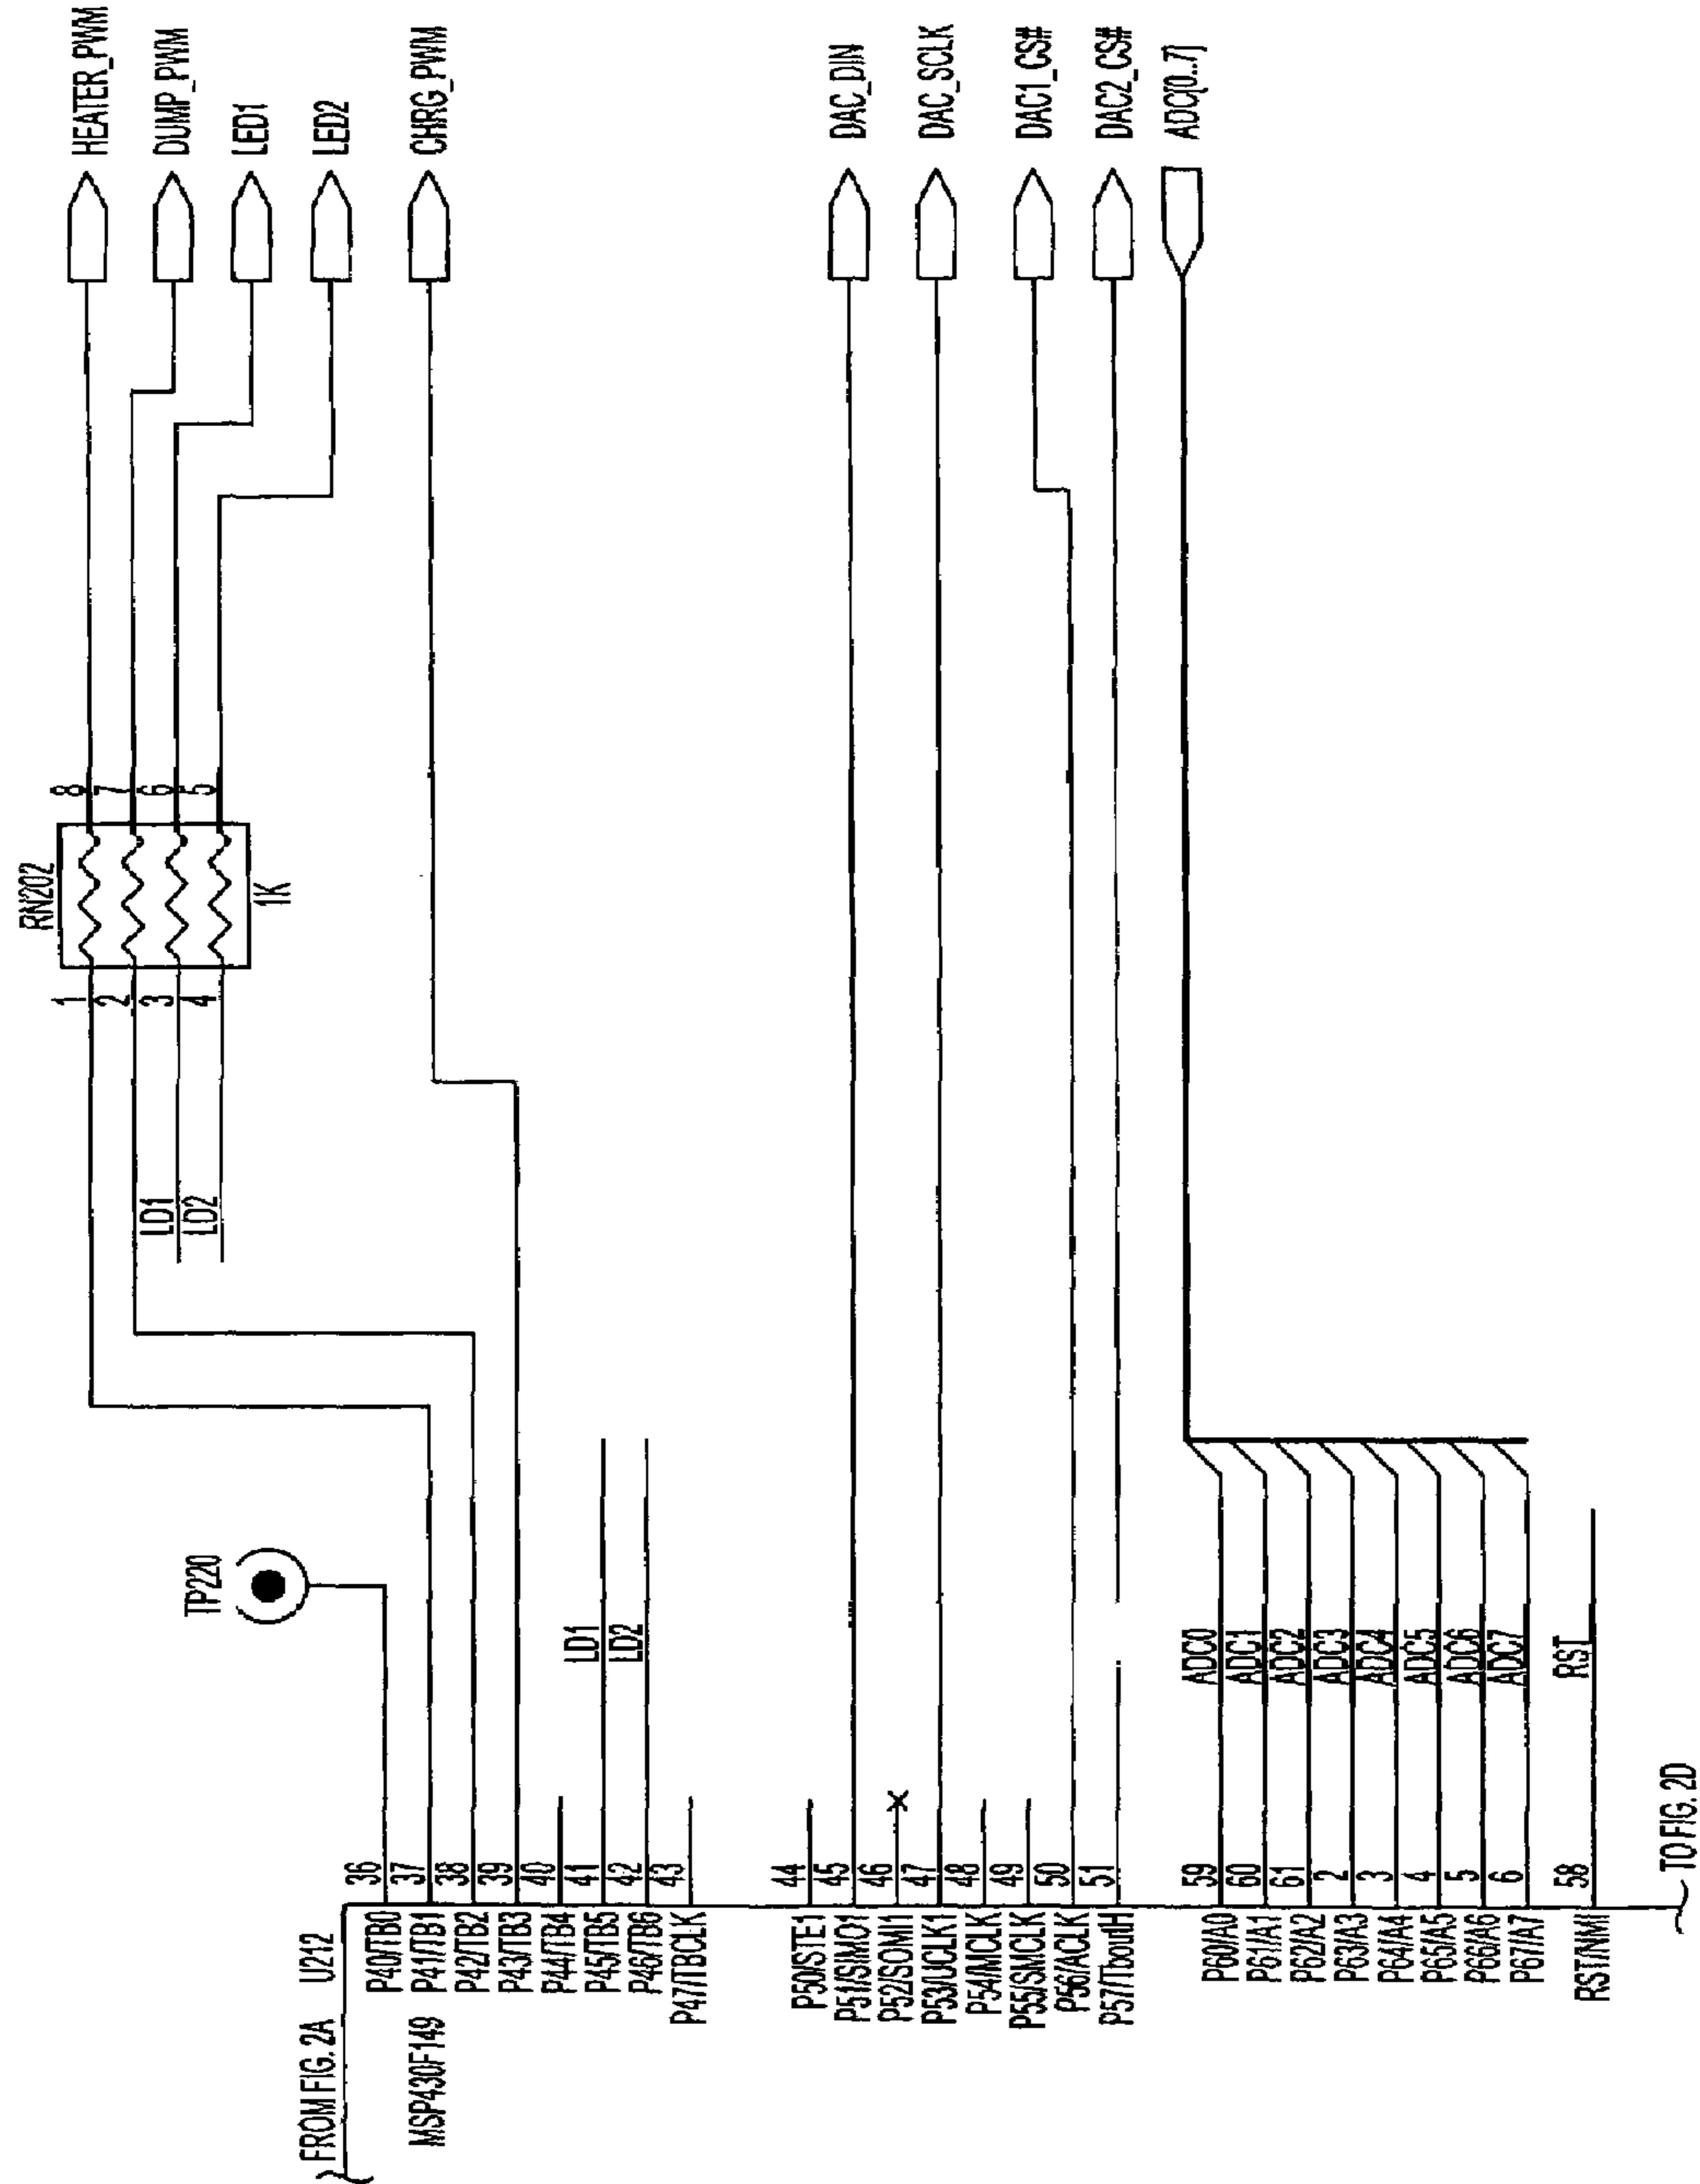 FROM FIG. 2A
U212
MSP430F149
P40/TB0 36
P41/TB1 37
P42/TB2 38
P43/TB3 39
P44/TB4 40
P45/TB5 41
P46/TB6 42
P47/TBCLK 43
P50/STE1 44
P51/SIMO1 45
P52/SOMI1 46
P53/UCLK1 47
P54/MCLK 48
P55/SMCLK 49
P56/ACLK 50
P57/TboutH 51
P60/A0 59 ADC0
P61/A1 60 ADC1
P62/A2 61 ADC2
P63/A3 2 ADC3
P64/A4 3 ADC4
P65/A5 4 ADC5
P66/A6 5 ADC6
P67/A7 6 ADC7
RST/NMI 58 RST
TO FIG. 2D
TP220
LD1
LD2
LD1
LD2
RN202
1 8
2 7
3 6
4 5
1K
HEATER_PWM
DUMP_PWM
LED1
LED2
CHRG_PWM
DAC_DIN
DAC_SCLK
DAC1_CS#
DAC2_CS#
ADC[0..7]